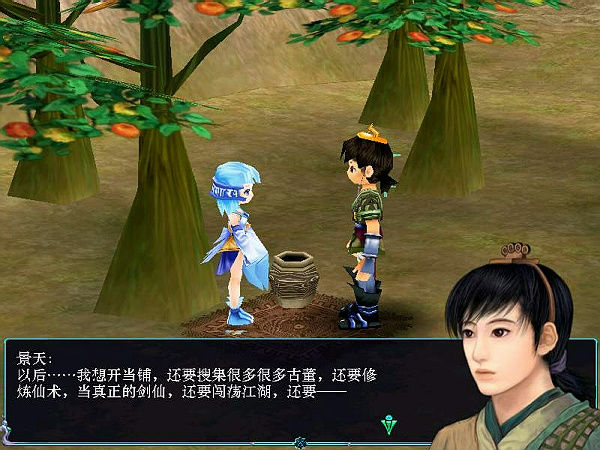 景天：
以后……我想开当铺，还要搜集很多很多古董，还要修
炼仙术，当真正的剑仙，还要闯荡江湖，还要——